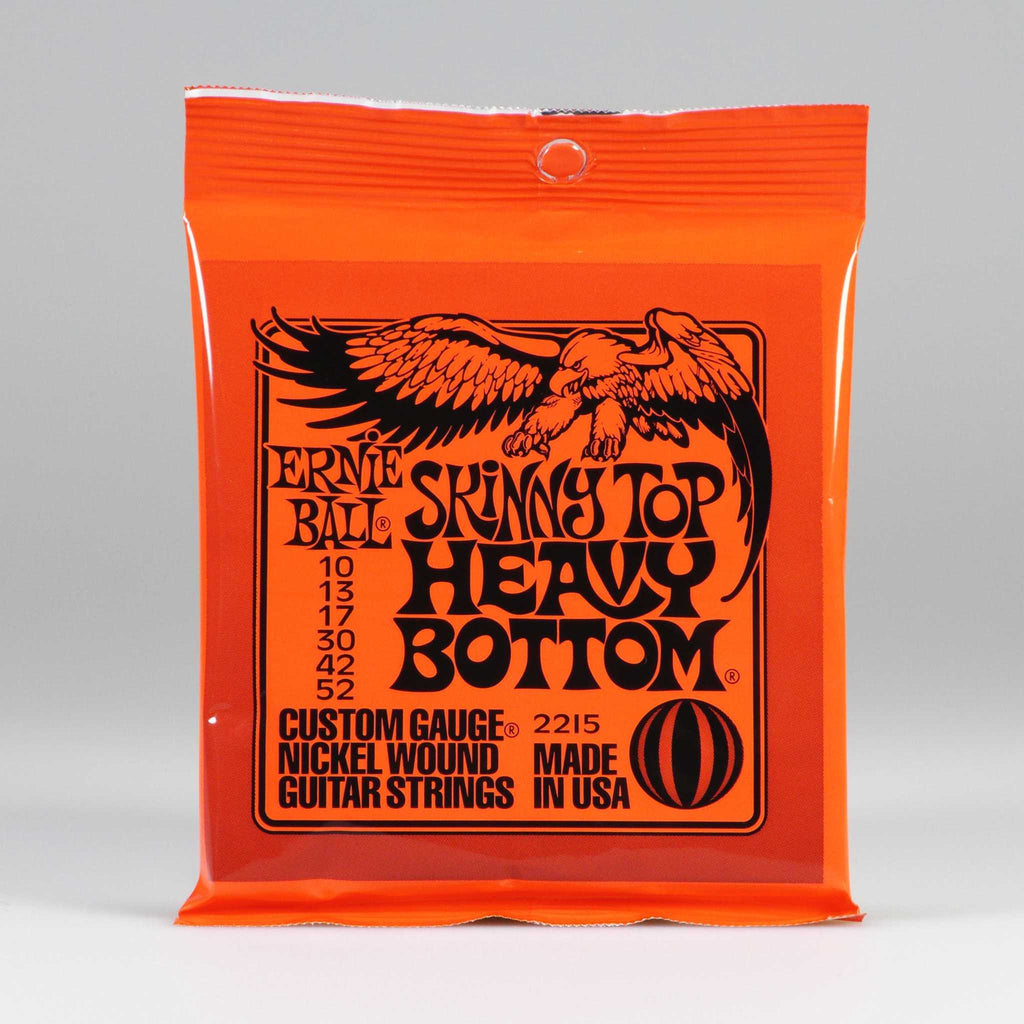 ERNIE
BALL®
SKINNY TOP
HEAVY
BOTTOM®
10
13
17
30
42
52
CUSTOM GAUGE®
NICKEL WOUND
GUITAR STRINGS
2215
MADE
IN USA